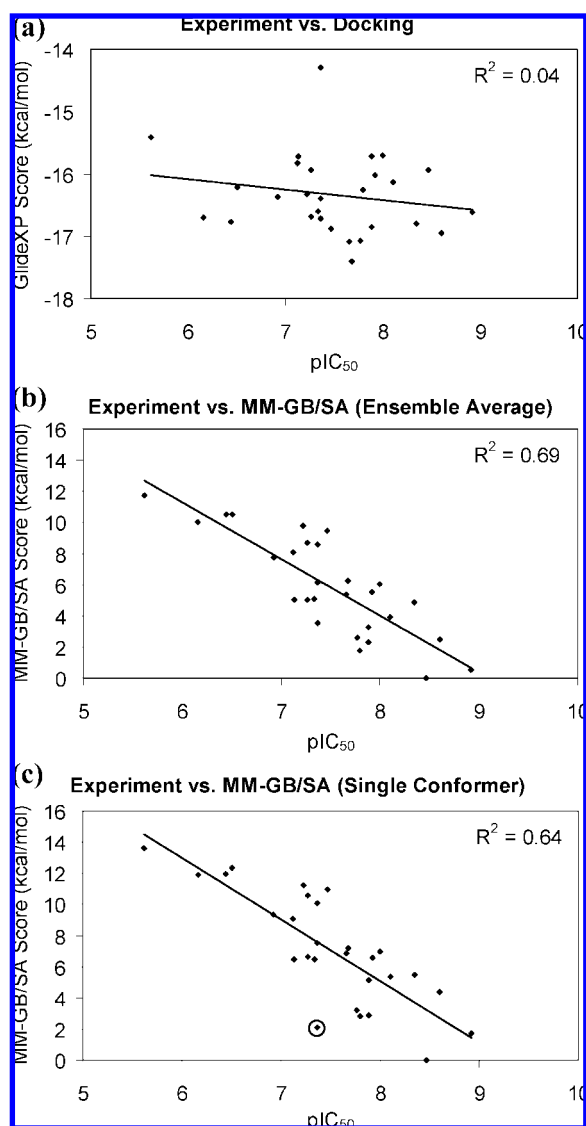 (a) Experiment vs. Docking
R² = 0.04
GlideXP Score (kcal/mol)
-14
-15
-16
-17
-18
5 6 7 8 9 10
pIC₅₀
(b) Experiment vs. MM-GB/SA (Ensemble Average)
R² = 0.69
MM-GB/SA Score (kcal/mol)
16
14
12
10
8
6
4
2
0
5 6 7 8 9 10
pIC₅₀
(c) Experiment vs. MM-GB/SA (Single Conformer)
R² = 0.64
MM-GB/SA Score (kcal/mol)
16
14
12
10
8
6
4
2
0
5 6 7 8 9 10
pIC₅₀